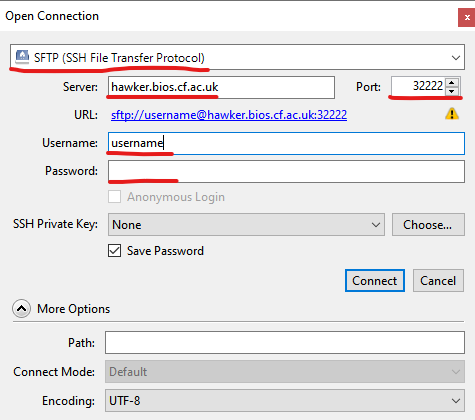 Open Connection
SFTP (SSH File Transfer Protocol)
Server: hawker.bios.cf.ac.uk Port: 32222
URL: sftp://username@hawker.bios.cf.ac.uk:32222
Username: username
Password:
Anonymous Login
SSH Private Key: None Choose...
Save Password
Connect Cancel
More Options
Path:
Connect Mode: Default
Encoding: UTF-8